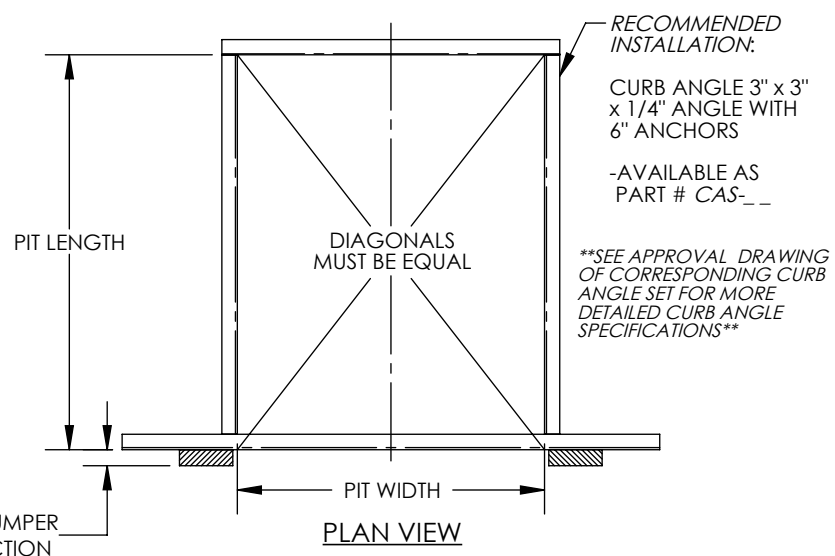 RECOMMENDED
INSTALLATION:
CURB ANGLE 3" x 3"
x 1/4" ANGLE WITH
6" ANCHORS
-AVAILABLE AS
PART # CAS-_ _
PIT LENGTH
DIAGONALS
MUST BE EQUAL
**SEE APPROVAL DRAWING
OF CORRESPONDING CURB
ANGLE SET FOR MORE
DETAILED CURB ANGLE
SPECIFICATIONS**
PIT WIDTH
PLAN VIEW